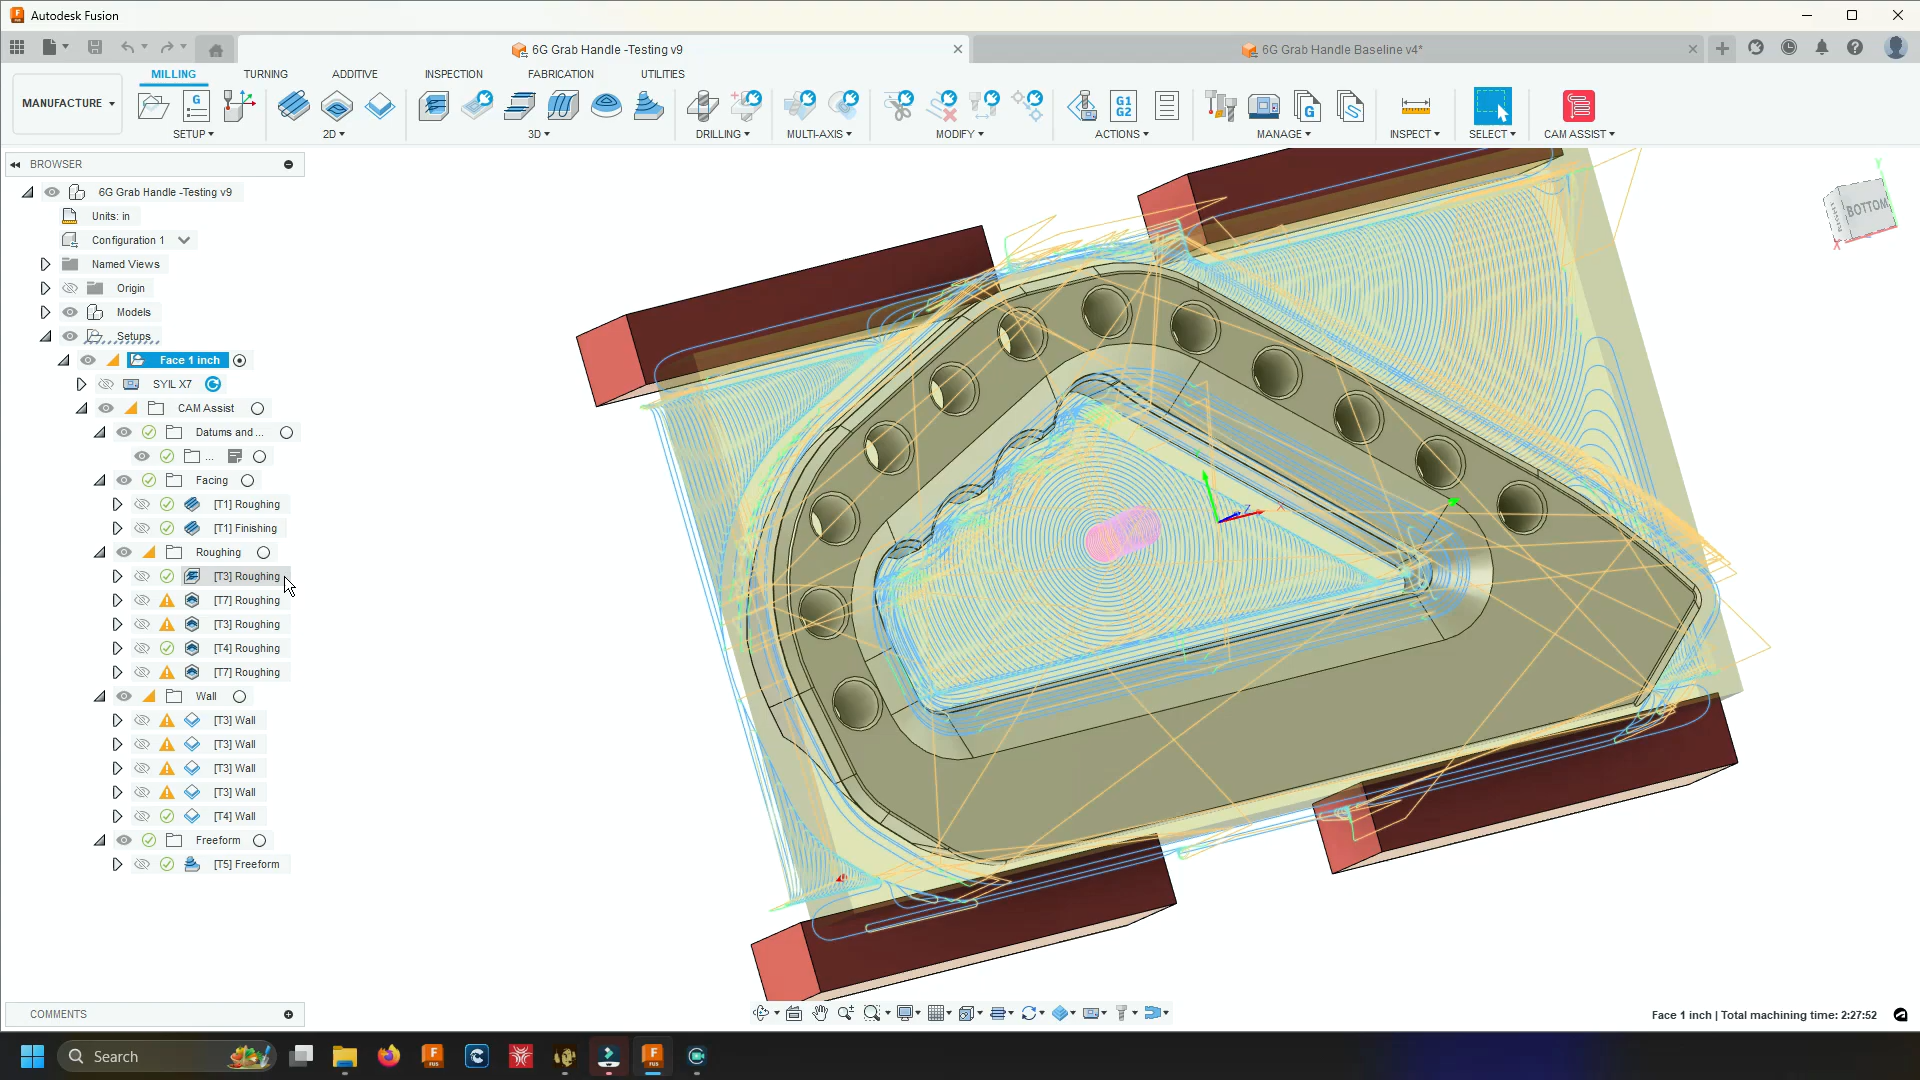 Autodesk Fusion
6G Grab Handle -Testing v9
6G Grab Handle Baseline v4*
MILLING TURNING ADDITIVE INSPECTION FABRICATION UTILITIES
MANUFACTURE
G
G1
G2
G
SETUP 2D 3D DRILLING MULTI-AXIS MODIFY ACTIONS MANAGE INSPECT SELECT CAM ASSIST
BROWSER
6G Grab Handle -Testing v9
Units: in
Configuration 1
Named Views
Origin
Models
Setups
Face 1 inch
SYIL X7
CAM Assist
Datums and ...
...
Facing
[T1] Roughing
[T1] Finishing
Roughing
[T3] Roughing
[T7] Roughing
[T3] Roughing
[T4] Roughing
[T7] Roughing
Wall
[T3] Wall
[T3] Wall
[T3] Wall
[T3] Wall
[T4] Wall
Freeform
[T5] Freeform
BOTTOM
Y
X
Z
X
COMMENTS
Face 1 inch | Total machining time: 2:27:52
Search